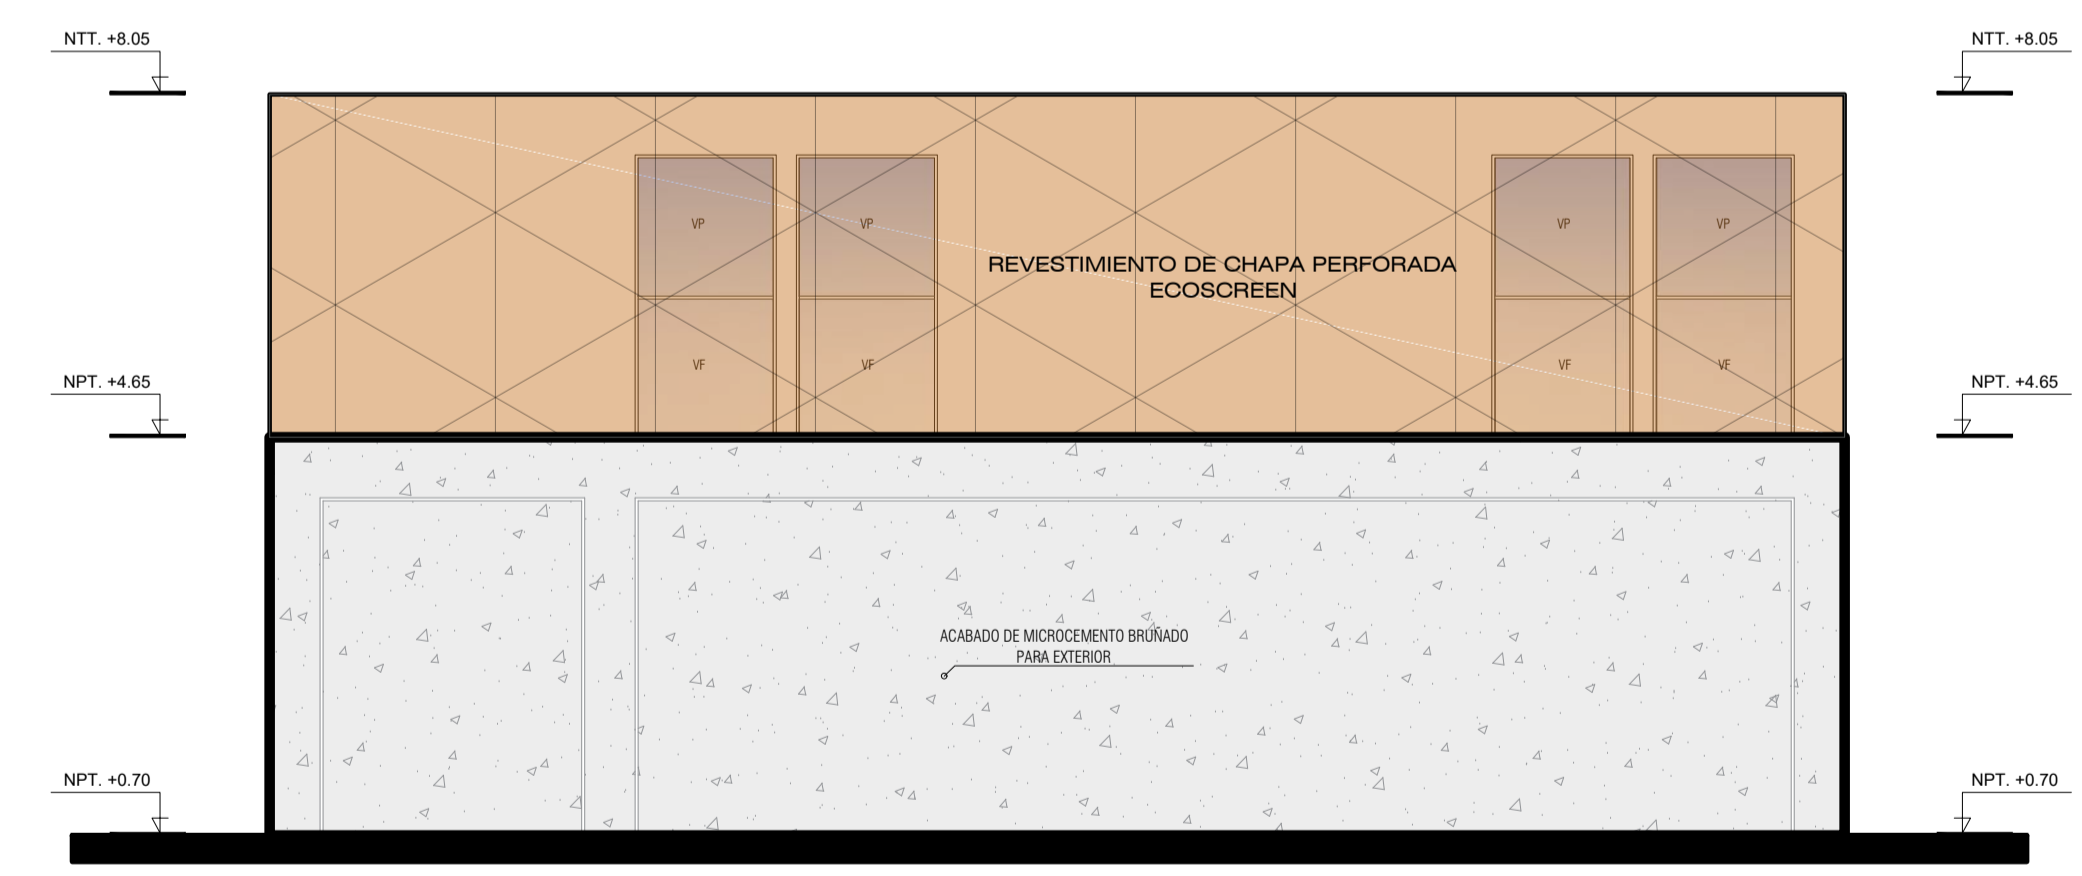 NTT. +8.05
NTT. +8.05
VP
VP
VP
VP
REVESTIMIENTO DE CHAPA PERFORADA
ECOSCREEN
VF
VF
VF
VF
NPT. +4.65
NPT. +4.65
ACABADO DE MICROCEMENTO BRUÑADO
PARA EXTERIOR
NPT. +0.70
NPT. +0.70